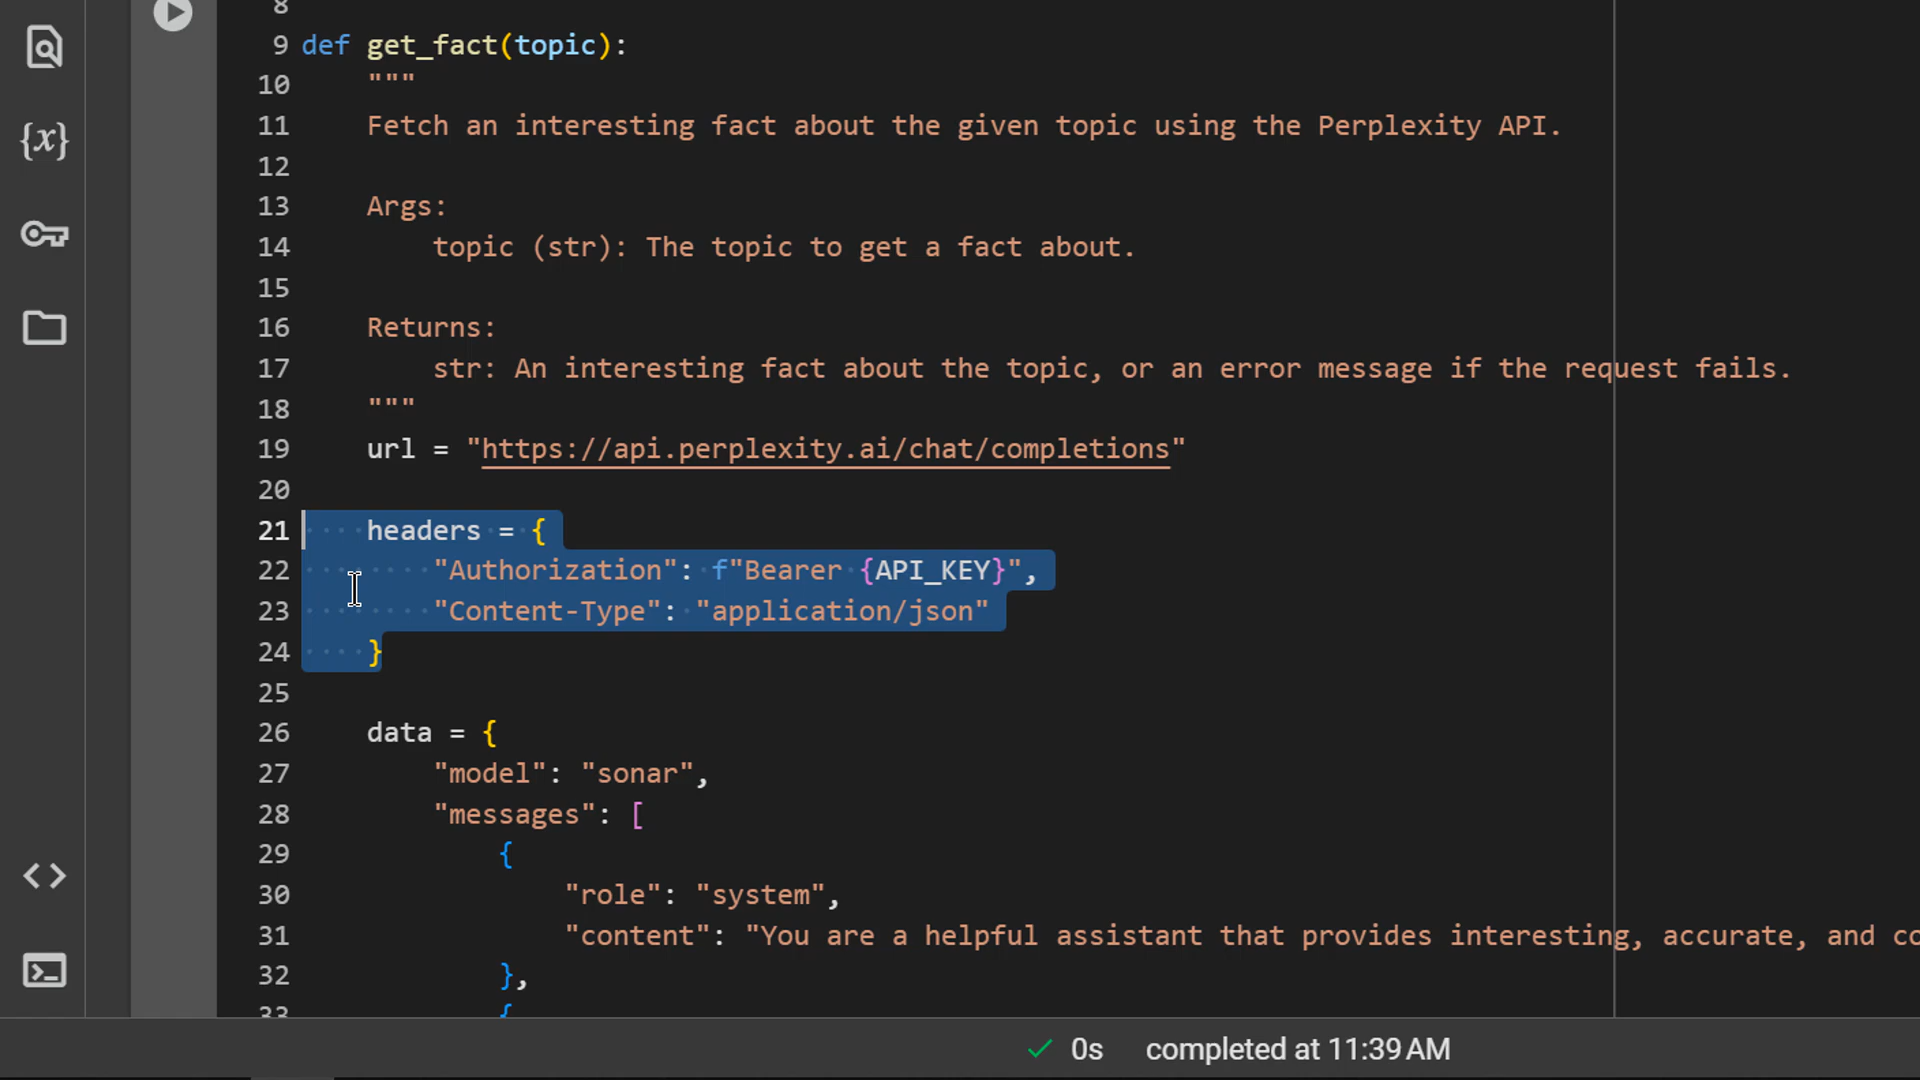 8
9 def get_fact(topic):
10 """
11 Fetch an interesting fact about the given topic using the Perplexity API.
12
13 Args:
14 topic (str): The topic to get a fact about.
15
16 Returns:
17 str: An interesting fact about the topic, or an error message if the request fails.
18 """
19 url = "https://api.perplexity.ai/chat/completions"
20
21 headers = {
22 "Authorization": f"Bearer {API_KEY}",
23 "Content-Type": "application/json"
24 }
25
26 data = {
27 "model": "sonar",
28 "messages": [
29 {
30 "role": "system",
31 "content": "You are a helpful assistant that provides interesting, accurate, and co
32 },
33 {
{x}
0s completed at 11:39 AM